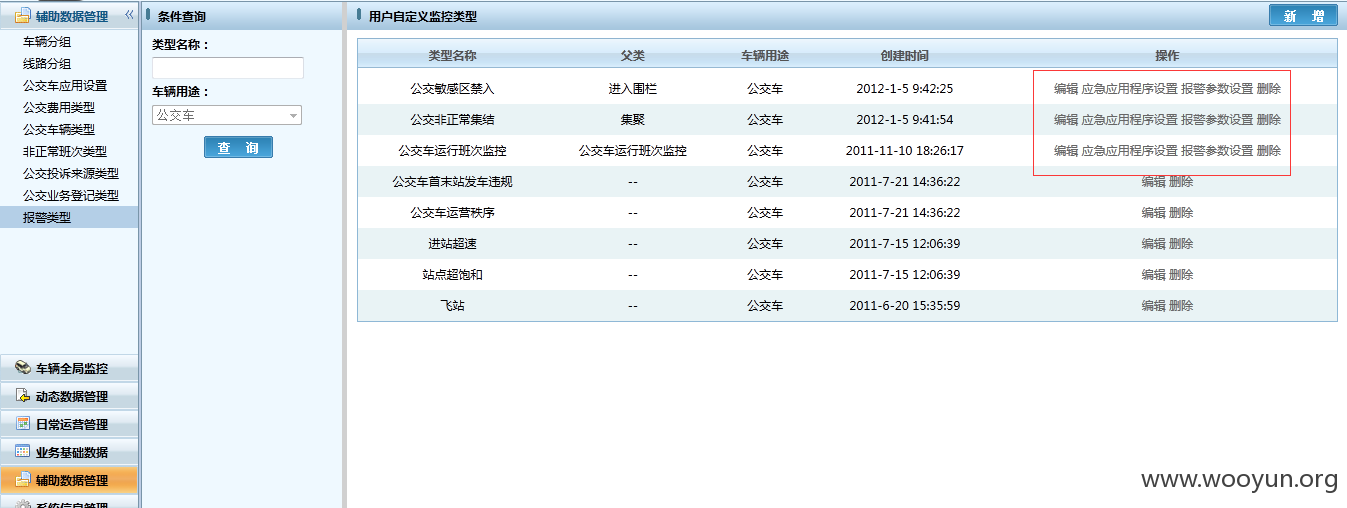 辅助数据管理
车辆分组
线路分组
公交车应用设置
公交费用类型
公交车辆类型
非正常班次类型
公交投诉来源类型
公交业务登记类型
报警类型
车辆全局监控
动态数据管理
日常运营管理
业务基础数据
辅助数据管理
系统信息管理
条件查询
类型名称：
车辆用途：
公交车
查 询
用户自定义监控类型 新 增
类型名称 父类 车辆用途 创建时间 操作
公交敏感区禁入 进入围栏 公交车 2012-1-5 9:42:25 编辑 应急应用程序设置 报警参数设置 删除
公交非正常集结 集聚 公交车 2012-1-5 9:41:54 编辑 应急应用程序设置 报警参数设置 删除
公交车运行班次监控 公交车运行班次监控 公交车 2011-11-10 18:26:17 编辑 应急应用程序设置 报警参数设置 删除
公交车首末站发车违规 -- 公交车 2011-7-21 14:36:22 编辑 删除
公交车运营秩序 -- 公交车 2011-7-21 14:36:22 编辑 删除
进站超速 -- 公交车 2011-7-15 12:06:39 编辑 删除
站点超饱和 -- 公交车 2011-7-15 12:06:39 编辑 删除
飞站 -- 公交车 2011-6-20 15:35:59 编辑 删除
www.wooyun.org